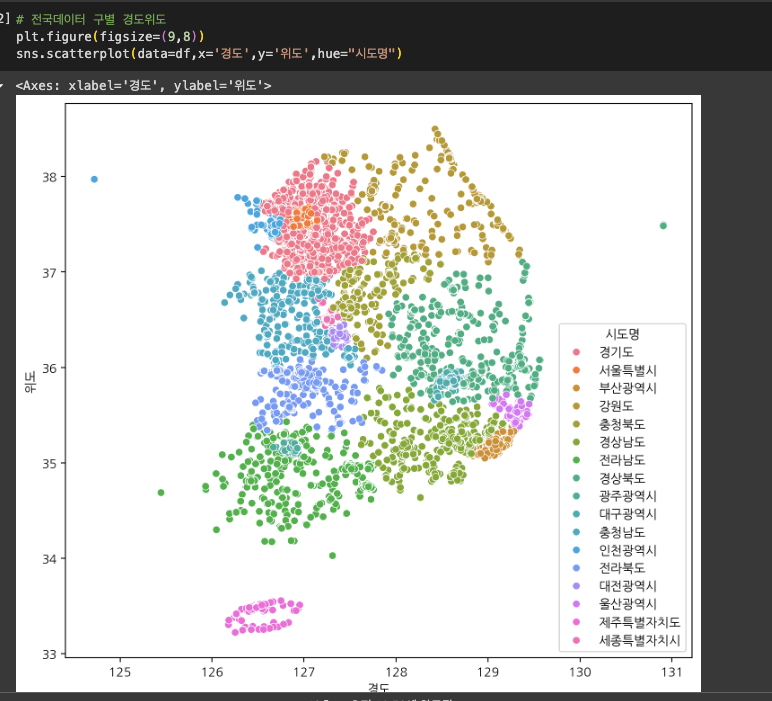 2]
# 전국데이터 구별 경도위도
plt.figure(figsize=(9,8))
sns.scatterplot(data=df,x='경도',y='위도',hue="시도명")
<Axes: xlabel='경도', ylabel='위도'>
38
37
36
35
34
33
위도
125 126 127 128 129 130 131
경도
시도명
경기도
서울특별시
부산광역시
강원도
충청북도
경상남도
전라남도
경상북도
광주광역시
대구광역시
충청남도
인천광역시
전라북도
대전광역시
울산광역시
제주특별자치도
세종특별자치시